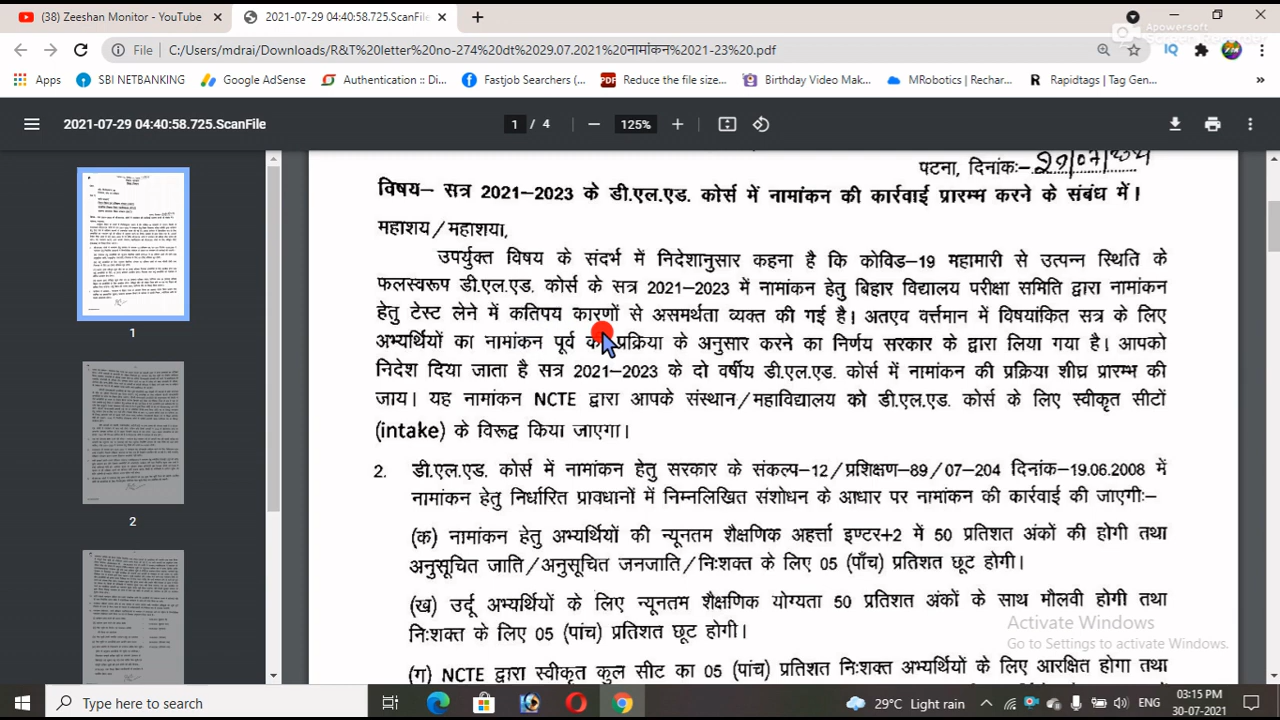 (38) Zeeshan Monitor - YouTube
2021-07-29 04:40:58.725.ScanFile
Apowersoft
Screen Recorder
File
C:/Users/mdrai/Downloads/R&T%20letter%20no-274%20on%2029.07.2021%20नामांकन%2021-23%20.pdf
Apps
SBI NETBANKING
Google AdSense
Authentication :: Di...
Fastjob Searchers (...
PDF
Reduce the file size...
Birthday Video Mak...
MRobotics | Rechar...
R
Rapidtags | Tag Gen...
2021-07-29 04:40:58.725.ScanFile
1 / 4
125%
पटना, दिनांकः-29/07/2021
विषय– सत्र 2021–2023 के डी.एल.एड. कोर्स में नामांकन की कार्रवाई प्रारम्भ करने के संबंध में।
महाशय/महाशया,
उपर्युक्त विषय के संदर्भ में निदेशानुसार कहना है कि कोविड–19 महामारी से उत्पन्न स्थिति के
फलस्वरूप डी.एल.एड. कोर्स के सत्र 2021–2023 में नामांकन हेतु बिहार विद्यालय परीक्षा समिति द्वारा नामांकन
हेतु टेस्ट लेने में कतिपय कारणों से असमर्थता व्यक्त की गई है। अतएव वर्त्तमान में विषयांकित सत्र के लिए
अभ्यर्थियों का नामांकन पूर्व प्रक्रिया के अनुसार करने का निर्णय सरकार के द्वारा लिया गया है। आपको
निदेश दिया जाता है सत्र 2021–2023 के दो वर्षीय डी.एल.एड. कोर्स में नामांकन की प्रक्रिया शीघ्र प्रारम्भ की
जाय। यह नामांकन NCTE द्वारा आपके संस्थान/महाविद्यालय को डी.एल.एड. कोर्स के लिए स्वीकृत सीटों
(intake) के विरूद्व किया जाएगा।
2. डी.एल.एड. कोर्स में नामांकन हेतु सरकार के संकल्प–12/प्रशिक्षण–89/07–204 दिनांक–19.06.2008 में
नामांकन हेतु निर्धारित प्रावधानों में निम्नलिखित संशोधन के आधार पर नामांकन की कार्रवाई की जाएगीः–
(क) नामांकन हेतु अभ्यर्थियों की न्यूनतम शैक्षणिक अहर्त्ता इण्टर+2 में 50 प्रतिशत अंकों की होगी तथा
अनुसूचित जाति/अनुसूचित जनजाति/निःशक्त के लिए 05 (पाँच) प्रतिशत छूट होगी।
(ख) उर्दू अभ्यर्थियों के लिए न्यूनतम शैक्षणिक योग्यता 50 प्रतिशत अंकों के साथ मौलवी होगी तथा
निःशक्त के लिए 05 (पाँच) प्रतिशत छूट होगी।
(ग) NCTE द्वारा स्वीकृत कुल सीट का 05 (पांच) प्रतिशत निःशक्त अभ्यर्थियों के लिए आरक्षित होगा तथा
1
2
Activate Windows
Go to Settings to activate Windows.
Type here to search
29°C Light rain
ENG
03:15 PM
30-07-2021